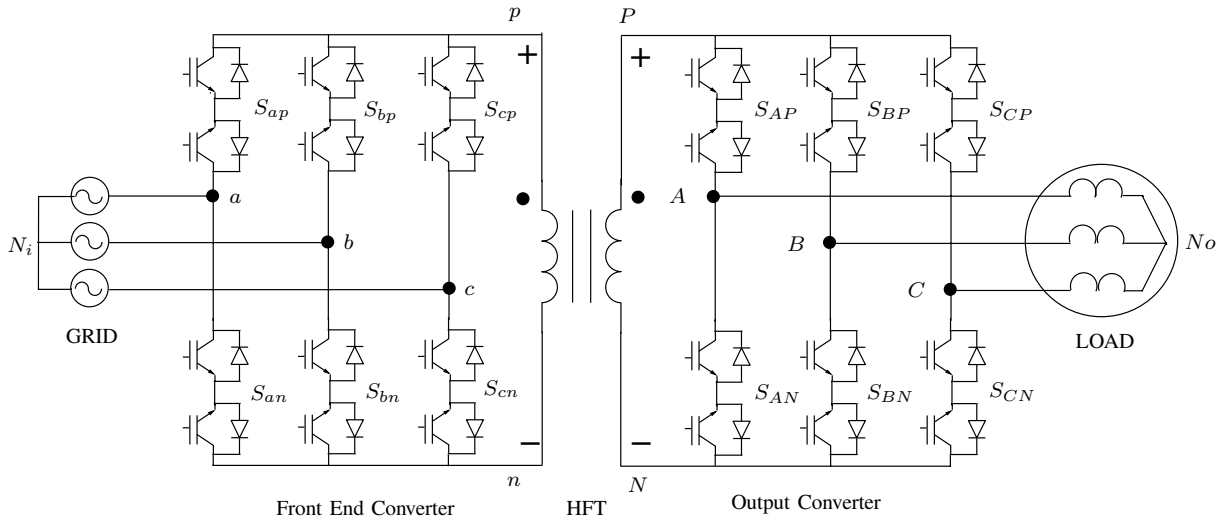 p P
+ +
S_{ap} S_{bp} S_{cp} S_{AP} S_{BP} S_{CP}
a A
N_i b B No
c C
GRID LOAD
S_{an} S_{bn} S_{cn} S_{AN} S_{BN} S_{CN}
− −
n N
Front End Converter HFT Output Converter